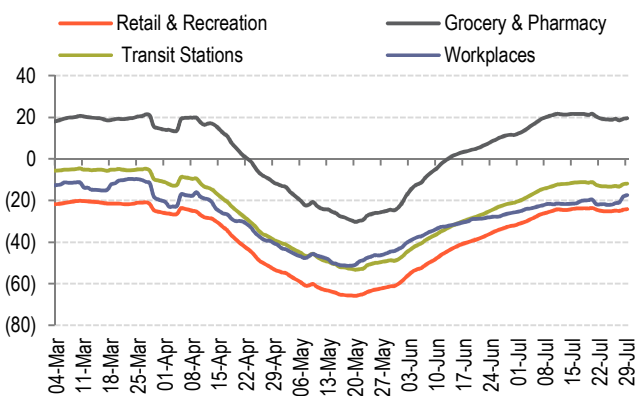 Retail & Recreation
Grocery & Pharmacy
Transit Stations
Workplaces
40
20
0
(20)
(40)
(60)
(80)
04-Mar
11-Mar
18-Mar
25-Mar
01-Apr
08-Apr
15-Apr
22-Apr
29-Apr
06-May
13-May
20-May
27-May
03-Jun
10-Jun
17-Jun
24-Jun
01-Jul
08-Jul
15-Jul
22-Jul
29-Jul